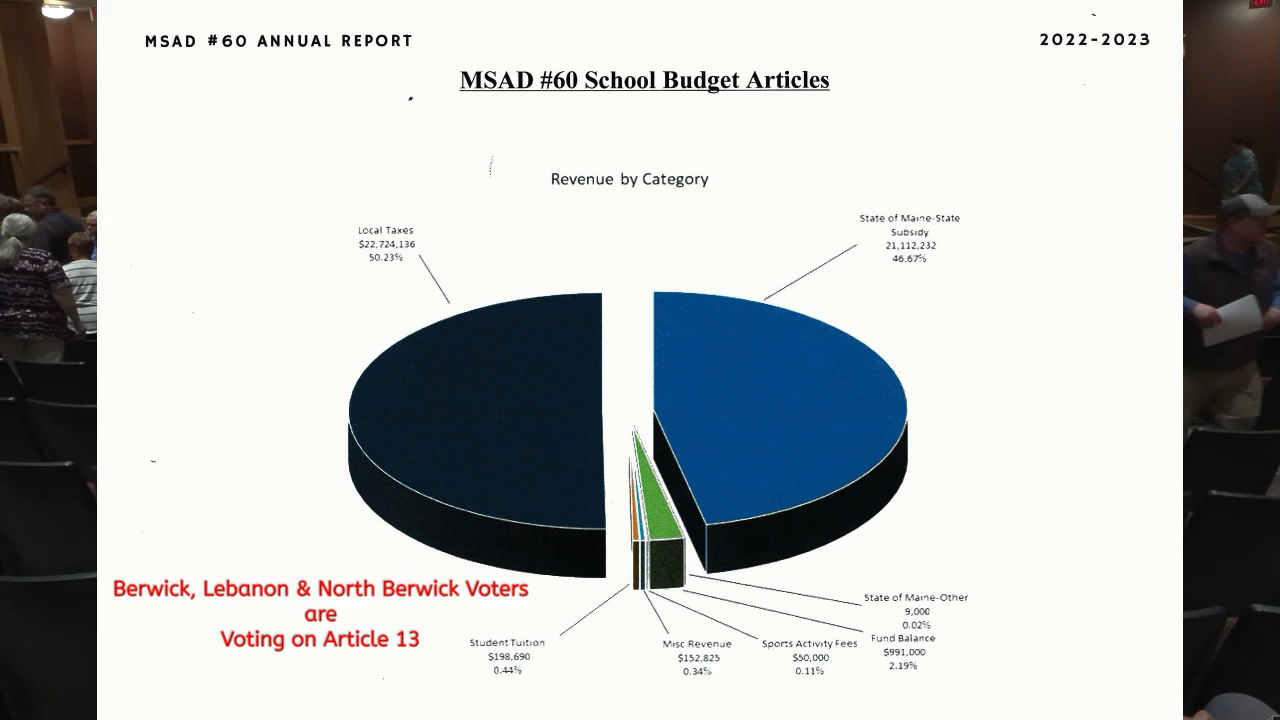 MSAD #60 ANNUAL REPORT
2022-2023
MSAD #60 School Budget Articles
Revenue by Category
Local Taxes
$22,724,136
50.23%
State of Maine-State
Subsidy
21,112,232
46.67%
Berwick, Lebanon & North Berwick Voters
are
Voting on Article 13
Student Tuition
$198,690
0.44%
Misc Revenue
$152,825
0.34%
Sports Activity Fees
$50,000
0.11%
State of Maine-Other
9,000
0.02%
Fund Balance
$991,000
2.19%